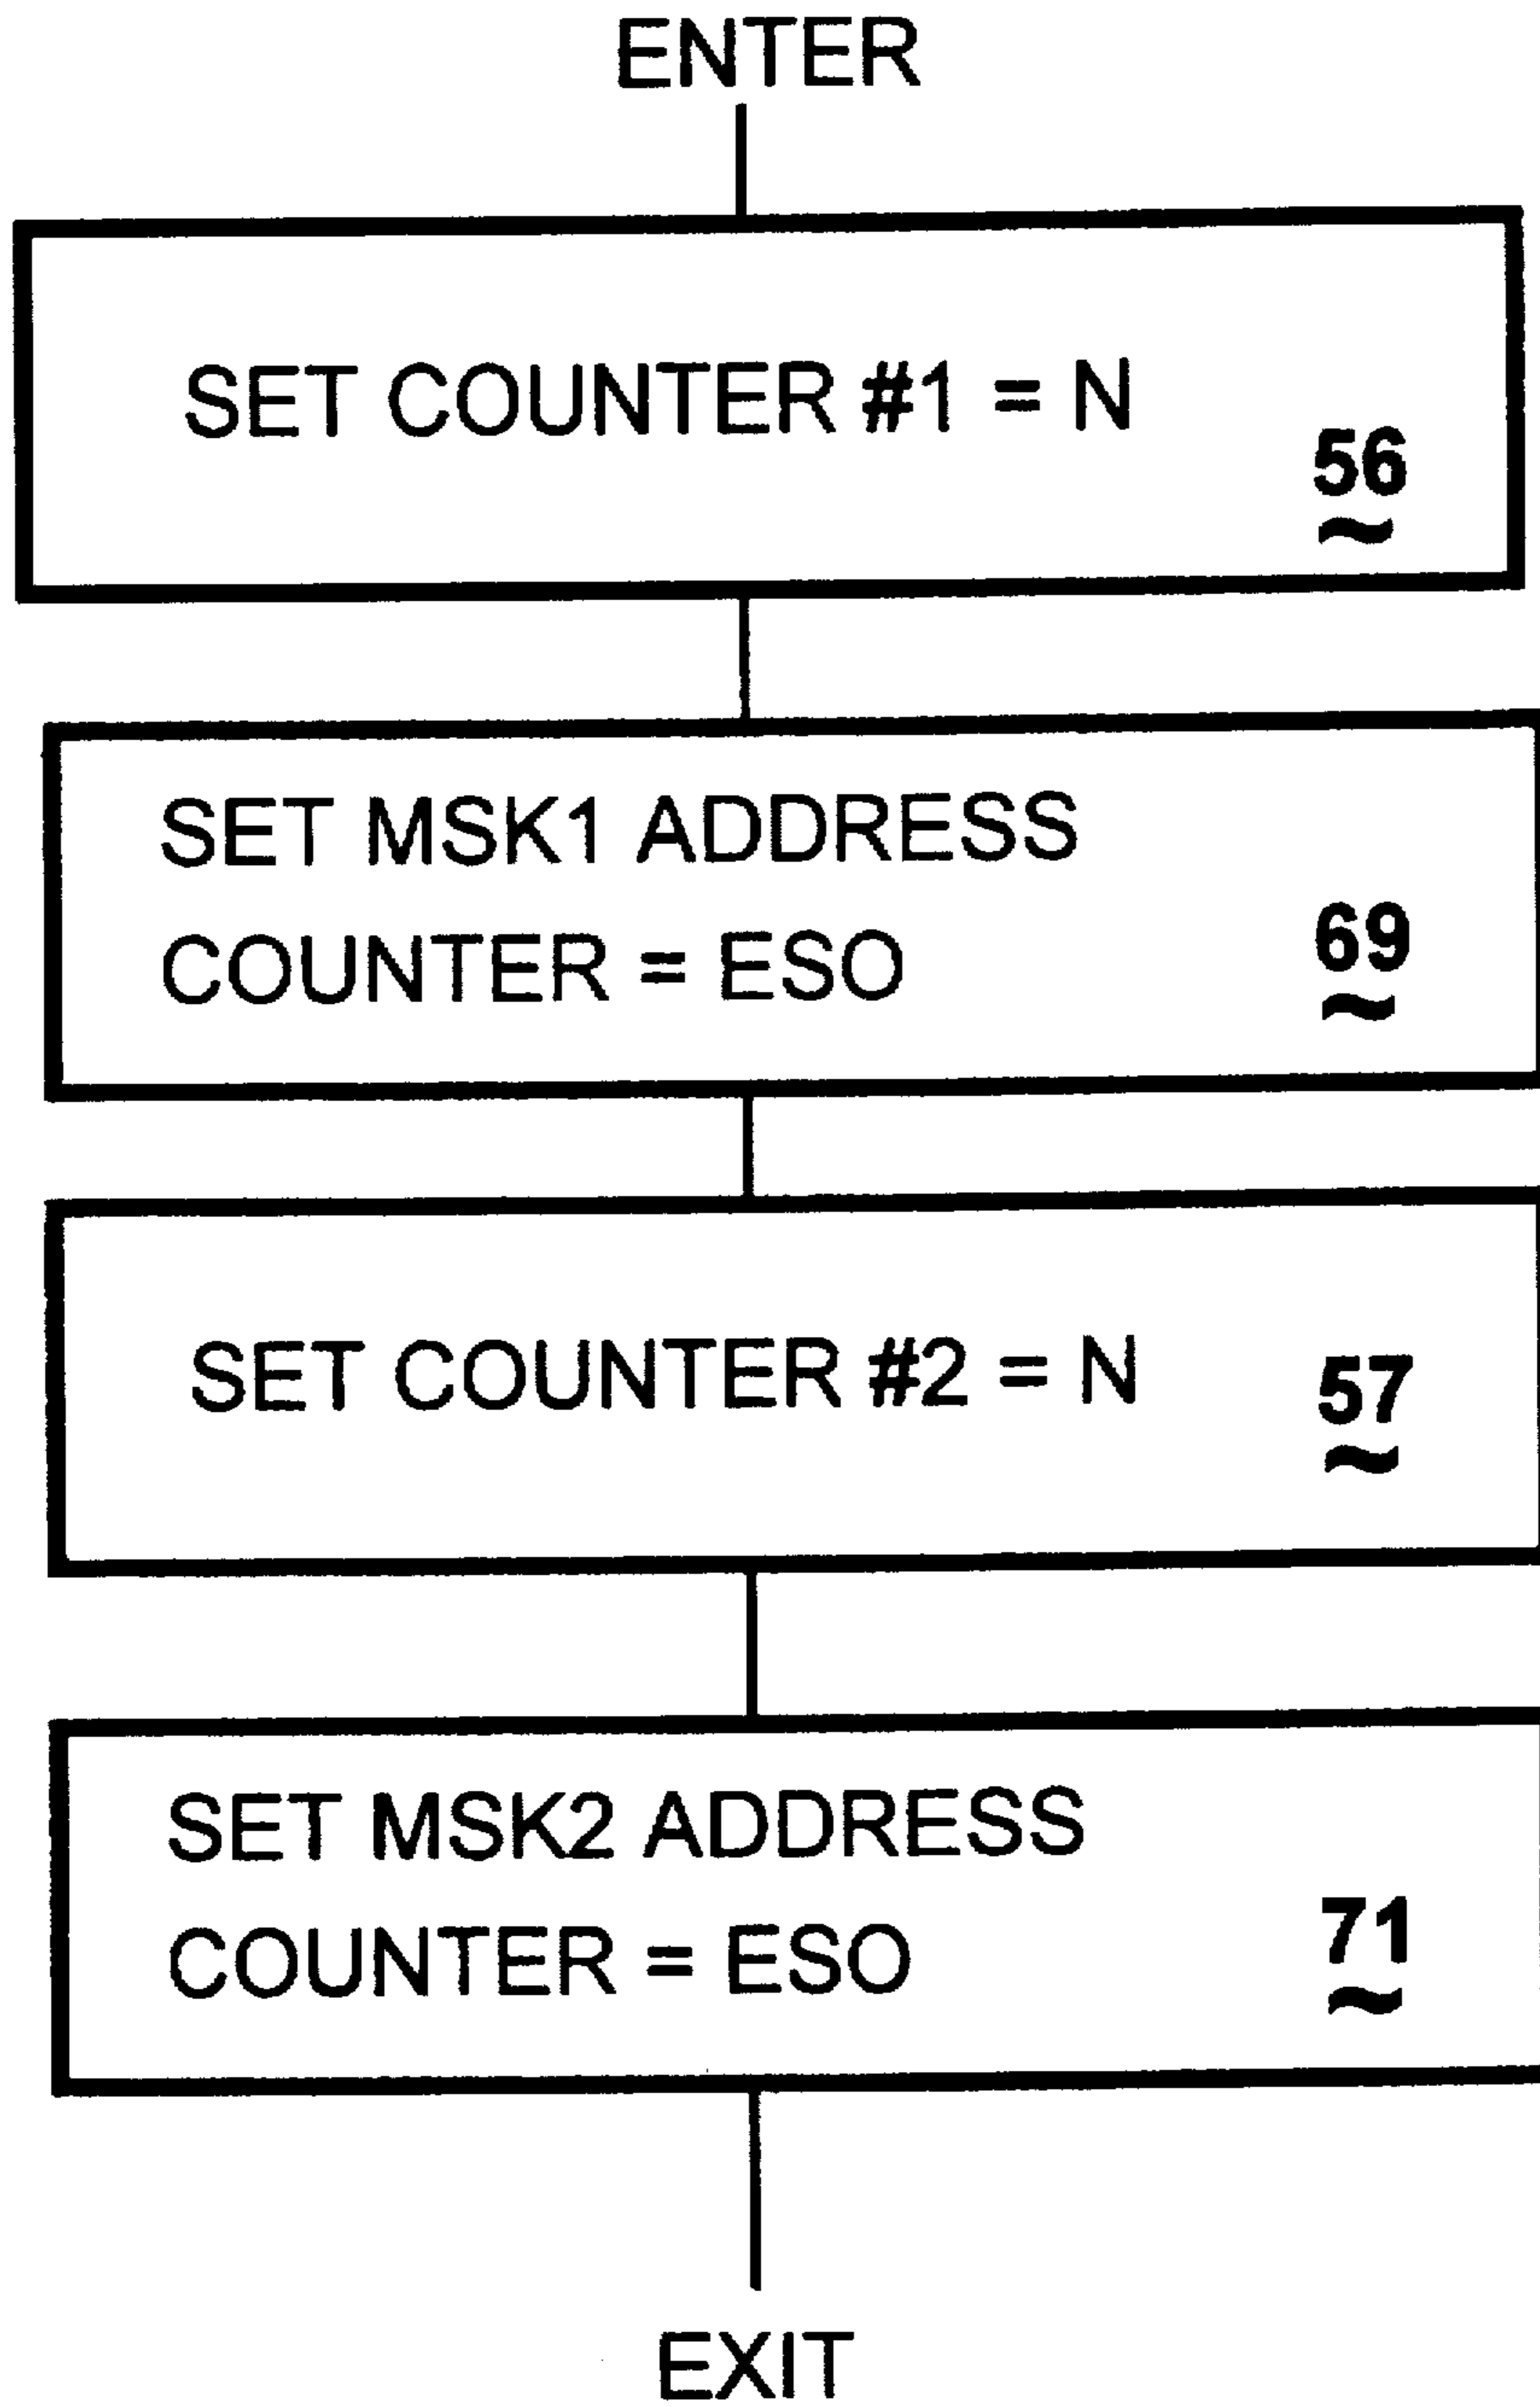 ENTER
SET COUNTER #1 = N
56
SET MSK1 ADDRESS
COUNTER = ESO
69
SET COUNTER #2 = N
57
SET MSK2 ADDRESS
COUNTER = ESO
71
EXIT